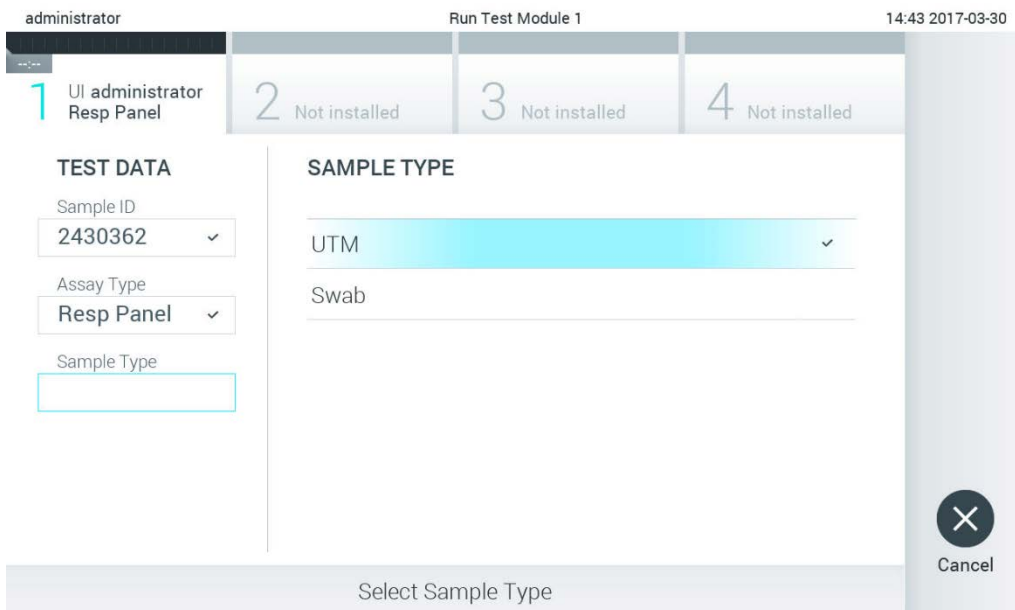 administrator Run Test Module 1 14:43 2017-03-30
--:--
1 UI administrator
Resp Panel
2 Not installed
3 Not installed
4 Not installed
TEST DATA
Sample ID
2430362
Assay Type
Resp Panel
Sample Type
SAMPLE TYPE
UTM
Swab
Cancel
Select Sample Type